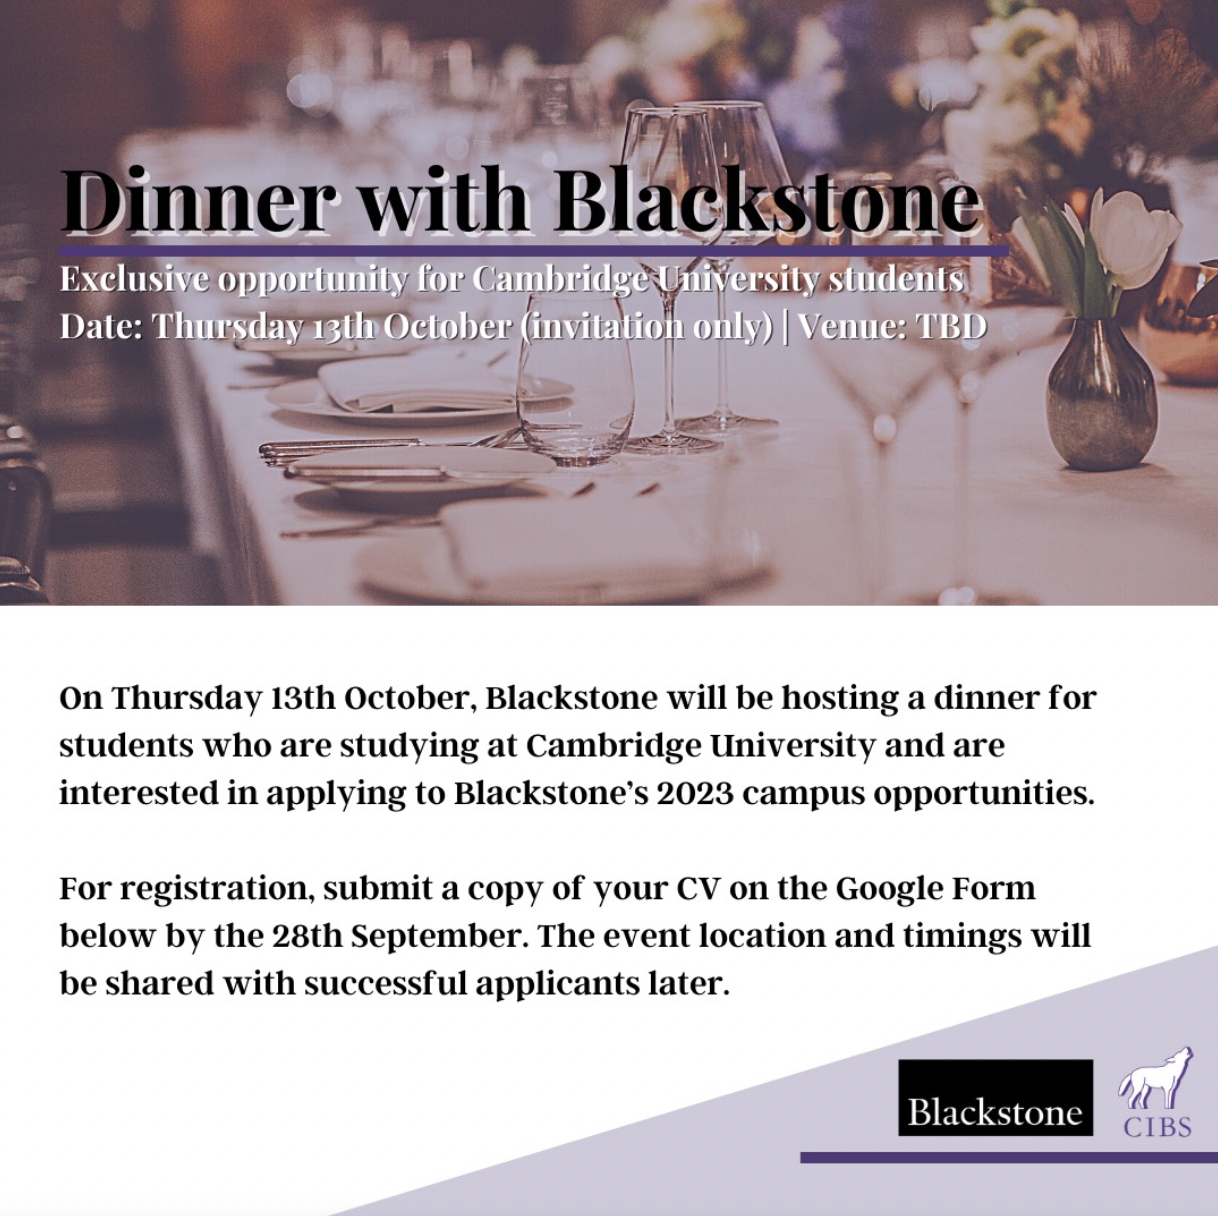 Dinner with Blackstone
Exclusive opportunity for Cambridge University students
Date: Thursday 13th October (invitation only) | Venue: TBD
On Thursday 13th October, Blackstone will be hosting a dinner for
students who are studying at Cambridge University and are
interested in applying to Blackstone’s 2023 campus opportunities.
For registration, submit a copy of your CV on the Google Form
below by the 28th September. The event location and timings will
be shared with successful applicants later.
Blackstone
CIBS